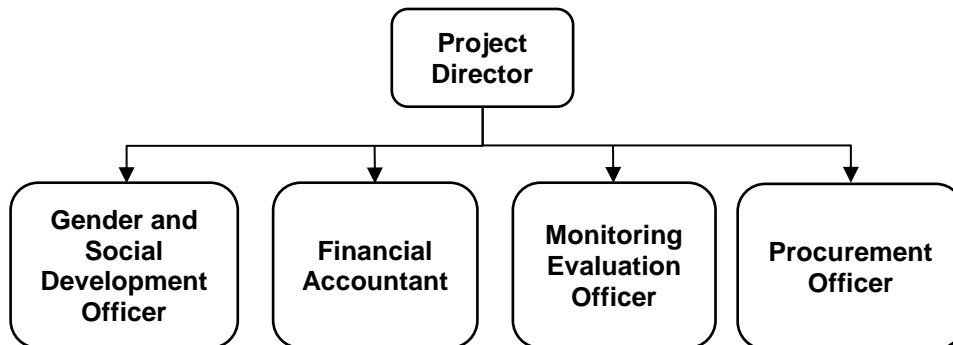 Project
Director
Gender and
Social
Development
Officer
Financial
Accountant
Monitoring
Evaluation
Officer
Procurement
Officer